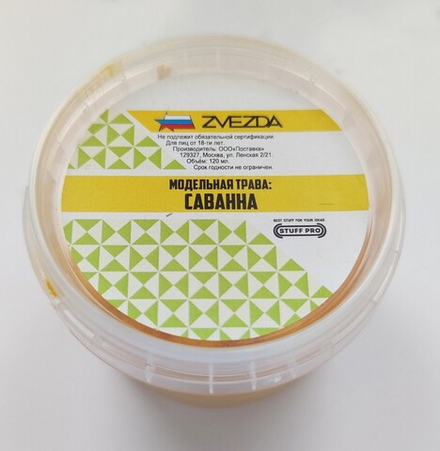 ZVEZDA
Не подлежит обязательной сертификации.
Для лиц от 18-ти лет.
Производитель: ООО«Поставка»
129327, Москва, ул. Ленская 2/21.
Объём: 120 мл.
Срок годности не ограничен.
МОДЕЛЬНАЯ ТРАВА:
САВАННА
BEST STUFF FOR YOUR IDEAS
STUFF PRO